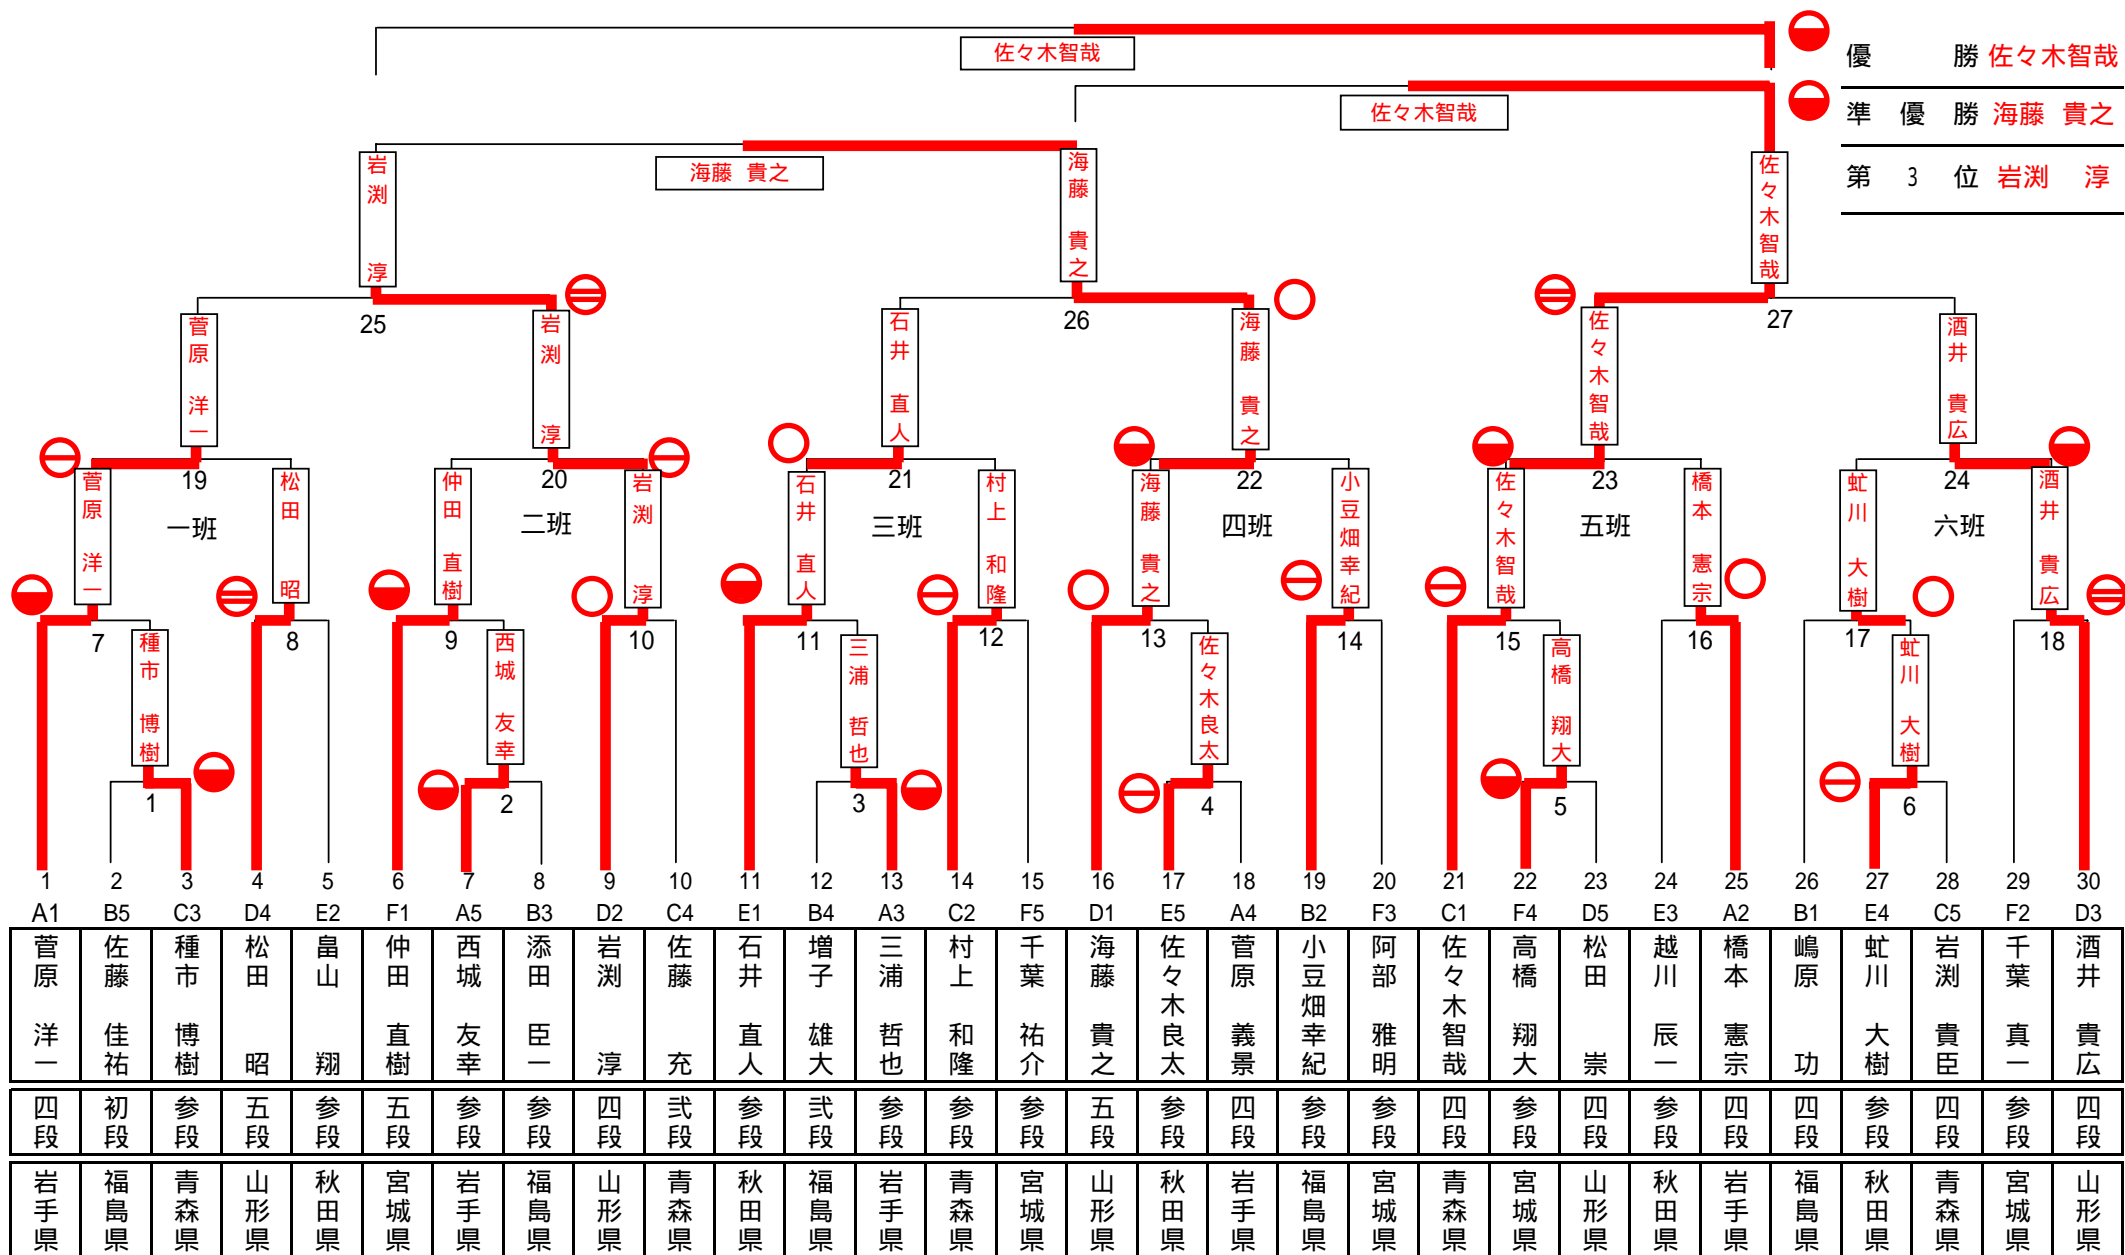 佐々木智哉
優 勝 佐々木智哉
佐々木智哉
準 優 勝 海藤 貴之
海藤 貴之
第 3 位 岩渕 淳
岩渕 淳
海藤 貴之
佐々木智哉
25
26
27
菅原 洋一
岩渕 淳
石井 直人
海藤 貴之
佐々木智哉
酒井 貴広
19
20
21
22
23
24
菅原 洋一
一班
松田 昭
仲田 直樹
二班
岩渕 淳
石井 直人
三班
村上 和隆
海藤 貴之
四班
小豆畑幸紀
佐々木智哉
五班
橋本 憲宗
虻川 大樹
六班
酒井 貴広
7
8
9
10
11
12
13
14
15
16
17
18
種市 博樹
西城 友幸
三浦 哲也
佐々木良太
高橋 翔大
虻川 大樹
1
2
3
4
5
6
1 2 3 4 5 6 7 8 9 10 11 12 13 14 15 16 17 18 19 20 21 22 23 24 25 26 27 28 29 30
A1 B5 C3 D4 E2 F1 A5 B3 D2 C4 E1 B4 A3 C2 F5 D1 E5 A4 B2 F3 C1 F4 D5 E3 A2 B1 E4 C5 F2 D3
菅原 洋一
佐藤 佳祐
種市 博樹
松田 昭
畠山 翔
仲田 直樹
西城 友幸
添田 臣一
岩渕 淳
佐藤 充
石井 直人
増子 雄大
三浦 哲也
村上 和隆
千葉 祐介
海藤 貴之
佐々木良太
菅原 義景
小豆畑幸紀
阿部 雅明
佐々木智哉
高橋 翔大
松田 崇
越川 辰一
橋本 憲宗
嶋原 功
虻川 大樹
岩渕 貴臣
千葉 真一
酒井 貴広
四段 初段 参段 五段 参段 五段 参段 参段 四段 弐段 参段 弐段 参段 参段 参段 五段 参段 四段 参段 参段 四段 参段 四段 参段 四段 四段 参段 四段 参段 四段
岩手県 福島県 青森県 山形県 秋田県 宮城県 岩手県 福島県 山形県 青森県 秋田県 福島県 岩手県 青森県 宮城県 山形県 秋田県 岩手県 福島県 宮城県 青森県 宮城県 山形県 秋田県 岩手県 福島県 秋田県 青森県 宮城県 山形県